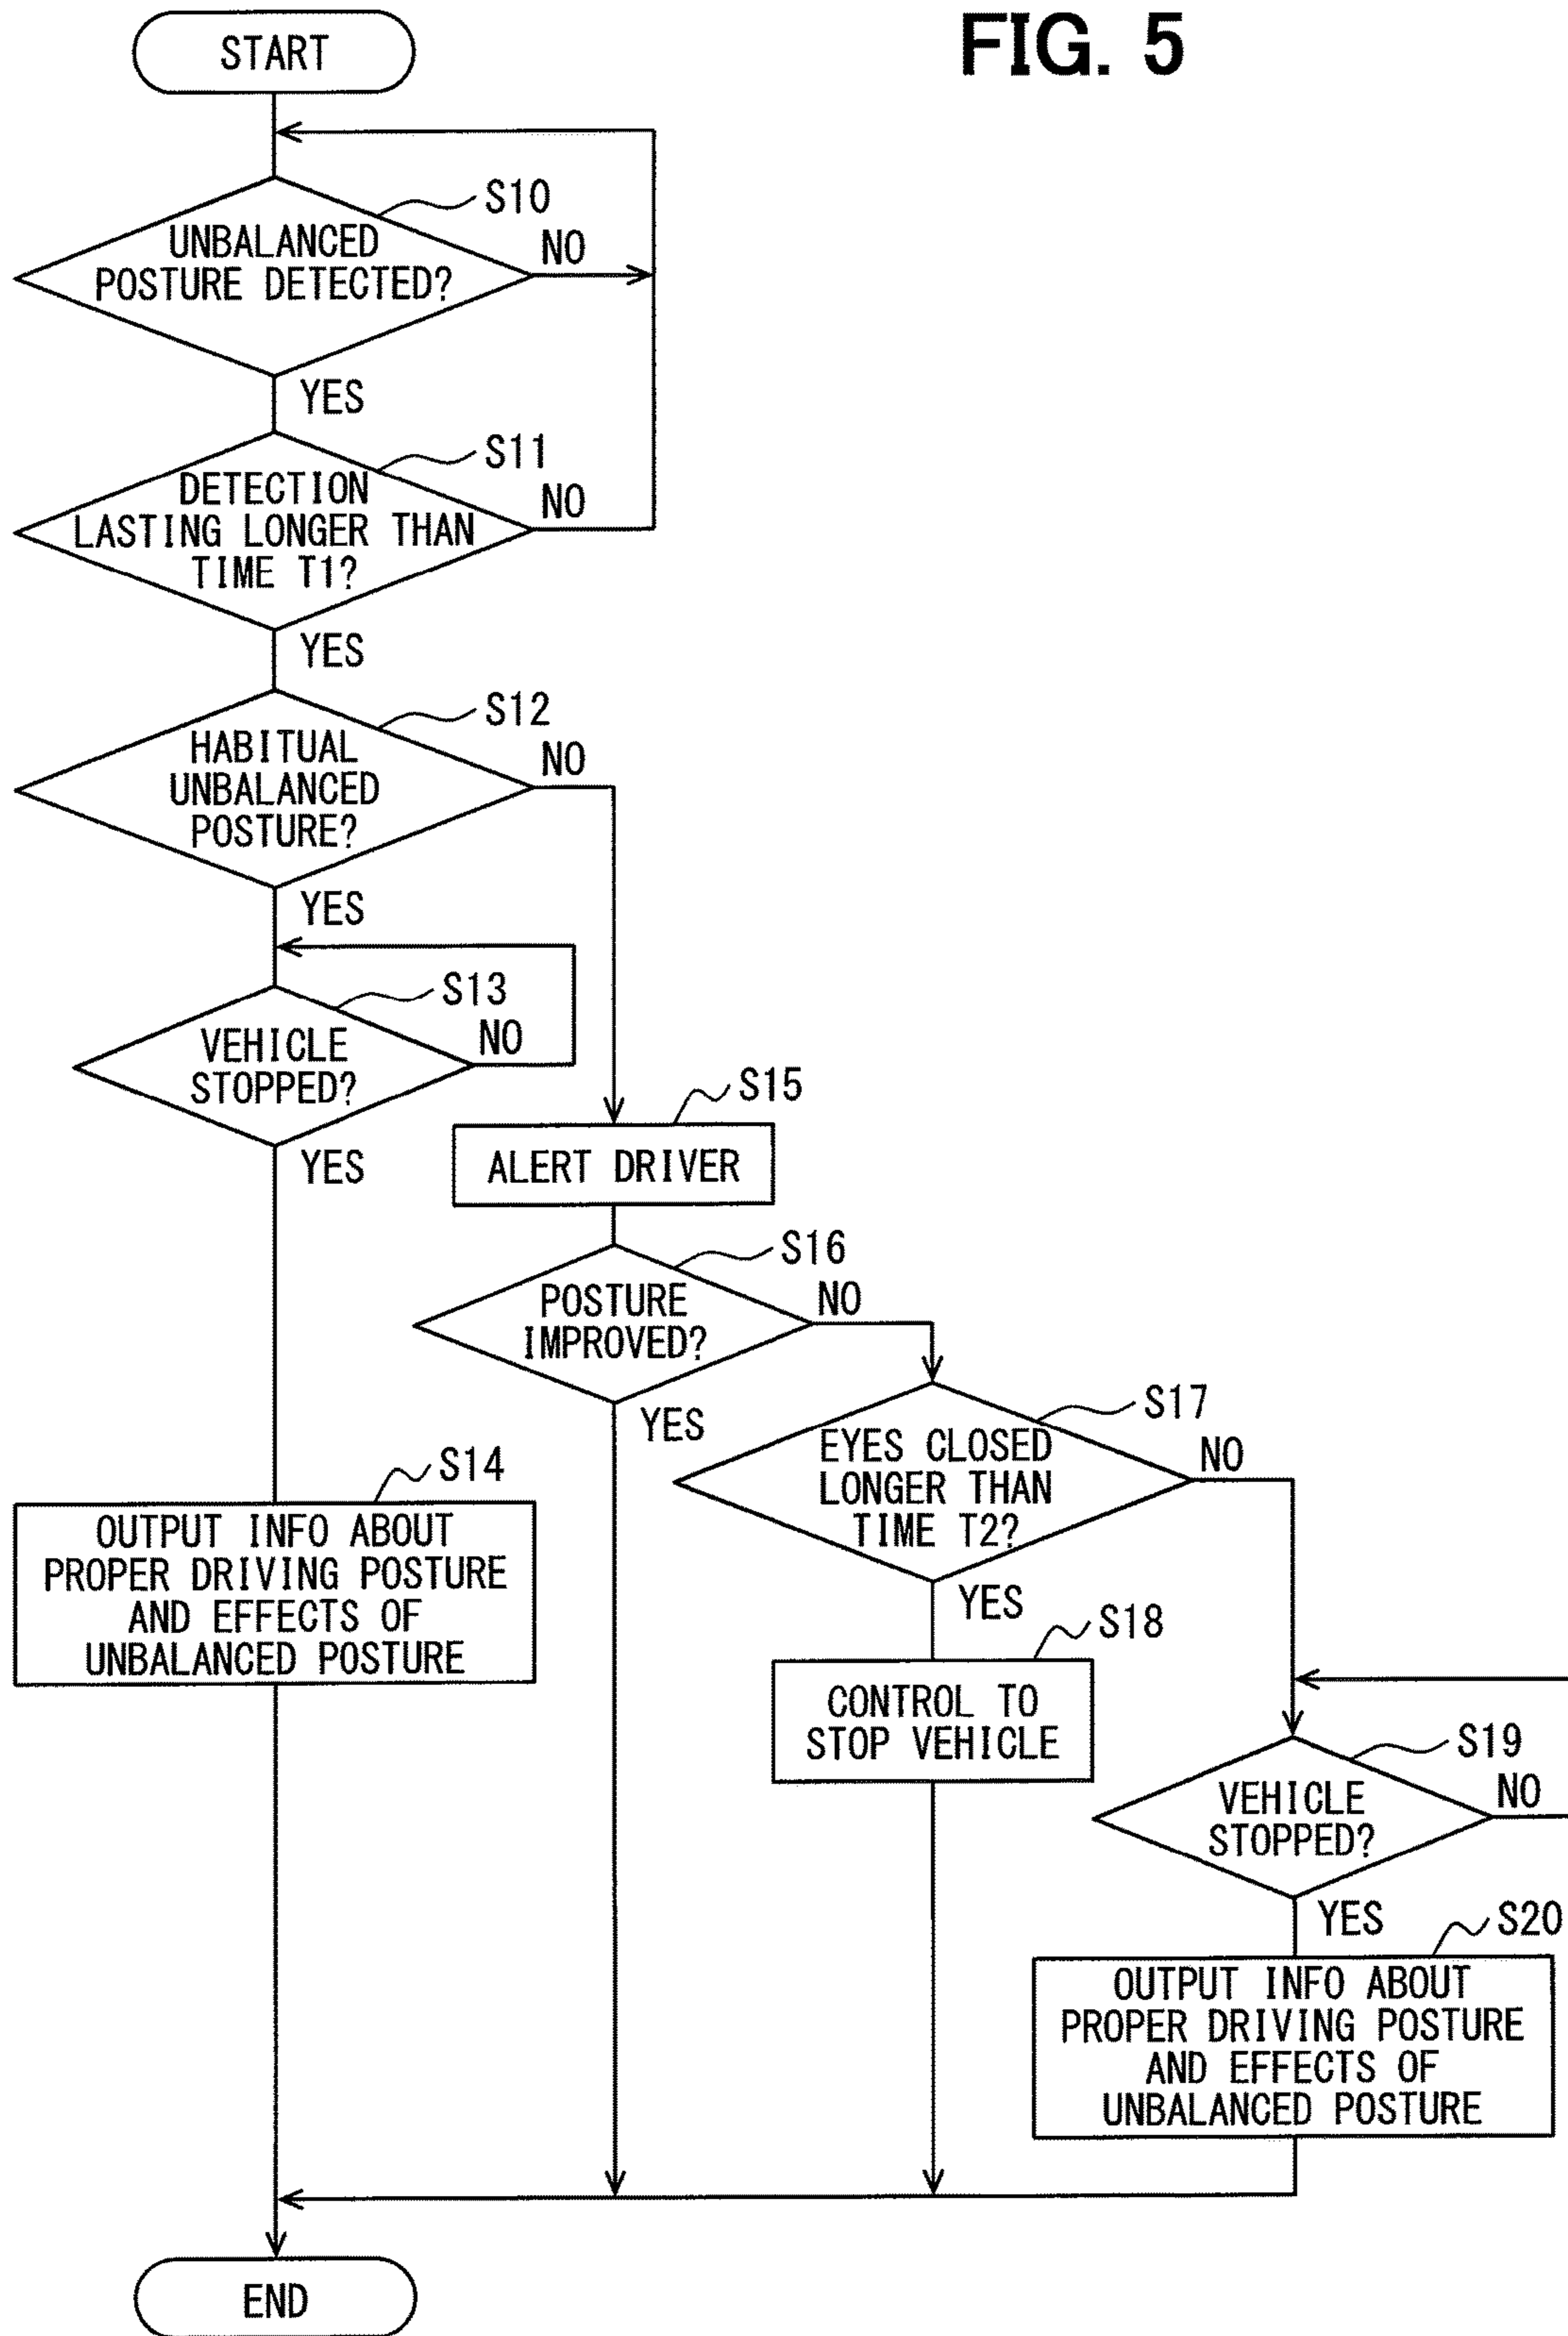 FIG. 5
START
S10
UNBALANCED
POSTURE DETECTED?
NO
YES
S11
DETECTION
LASTING LONGER THAN
TIME T1?
NO
YES
S12
HABITUAL
UNBALANCED
POSTURE?
NO
YES
S13
VEHICLE
STOPPED?
NO
YES
S15
ALERT DRIVER
S16
POSTURE
IMPROVED?
NO
YES
S17
EYES CLOSED
LONGER THAN
TIME T2?
NO
YES
S14
OUTPUT INFO ABOUT
PROPER DRIVING POSTURE
AND EFFECTS OF
UNBALANCED POSTURE
S18
CONTROL TO
STOP VEHICLE
S19
VEHICLE
STOPPED?
NO
YES
S20
OUTPUT INFO ABOUT
PROPER DRIVING POSTURE
AND EFFECTS OF
UNBALANCED POSTURE
END